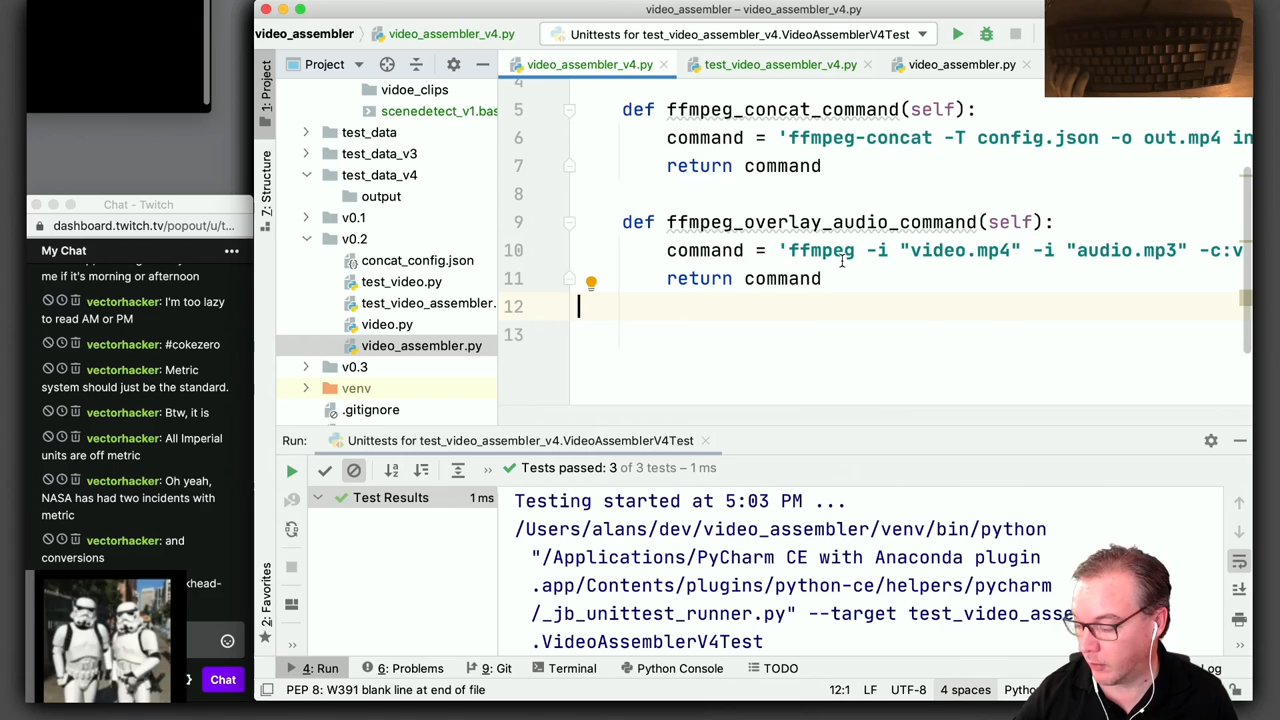 video_assembler – video_assembler_v4.py
video_assembler
video_assembler_v4.py
Unittests for test_video_assembler_v4.VideoAssemblerV4Test
1: Project
7: Structure
2: Favorites
Project
video_assembler_v4.py
test_video_assembler_v4.py
video_assembler.py
vidoe_clips
scenedetect_v1.bas
test_data
test_data_v3
test_data_v4
output
v0.1
v0.2
concat_config.json
test_video.py
test_video_assembler.
video.py
video_assembler.py
v0.3
venv
.gitignore
4
5 def ffmpeg_concat_command(self):
6 command = 'ffmpeg-concat -T config.json -o out.mp4 in
7 return command
8
9 def ffmpeg_overlay_audio_command(self):
10 command = 'ffmpeg -i "video.mp4" -i "audio.mp3" -c:v
11 return command
12
13
Chat - Twitch
dashboard.twitch.tv/popout/u/t...
My Chat
me if it's morning or afternoon
vectorhacker: I'm too lazy
to read AM or PM
vectorhacker: #cokezero
vectorhacker: Metric
system should just be the standard.
vectorhacker: Btw, it is
vectorhacker: All Imperial
units are off metric
vectorhacker: Oh yeah,
NASA has had two incidents with
metric
vectorhacker: and
conversions
khead-
Chat
Run: Unittests for test_video_assembler_v4.VideoAssemblerV4Test
Tests passed: 3 of 3 tests – 1 ms
Test Results 1 ms
Testing started at 5:03 PM ...
/Users/alans/dev/video_assembler/venv/bin/python
"/Applications/PyCharm CE with Anaconda plugin
.app/Contents/plugins/python-ce/helpers/pycharm
/_jb_unittest_runner.py" --target test_video_asse
.VideoAssemblerV4Test
4: Run
6: Problems
9: Git
Terminal
Python Console
TODO
Log
PEP 8: W391 blank line at end of file
12:1
LF
UTF-8
4 spaces
Pytho